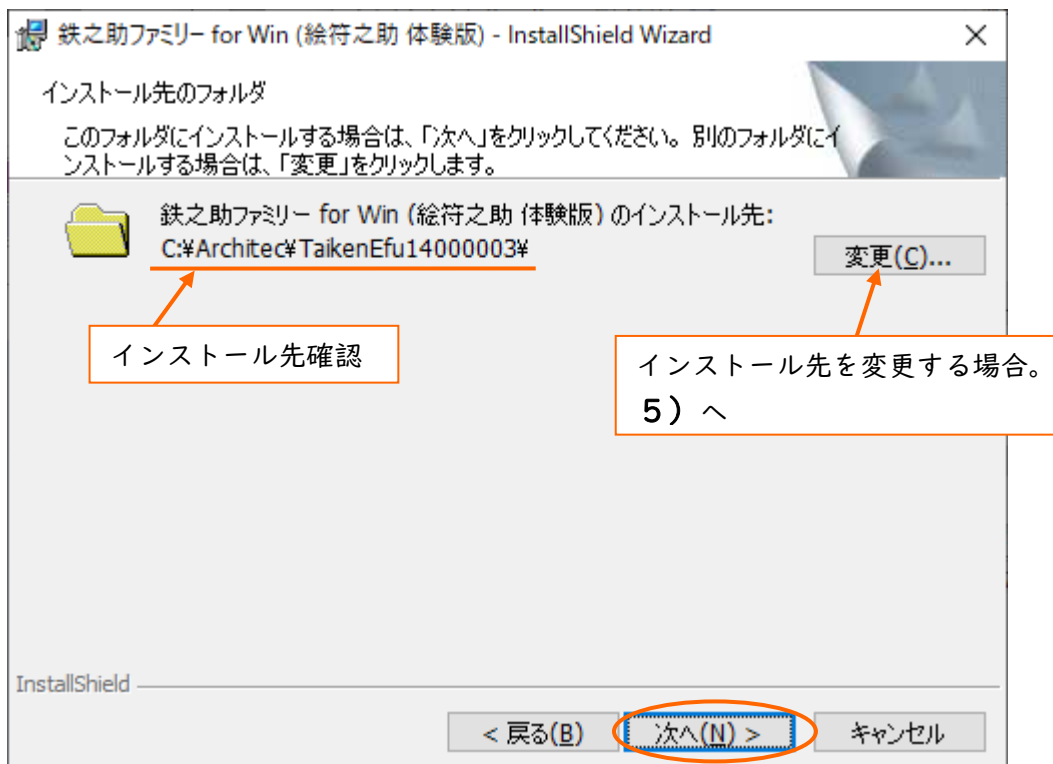 鉄之助ファミリー for Win (絵符之助 体験版) - InstallShield Wizard
インストール先のフォルダ
このフォルダにインストールする場合は、「次へ」をクリックしてください。別のフォルダにイ
ンストールする場合は、「変更」をクリックします。
鉄之助ファミリー for Win (絵符之助 体験版) のインストール先:
C:¥Architec¥TaikenEfu14000003¥
変更(C)...
インストール先確認
インストール先を変更する場合。
５）へ
InstallShield
< 戻る(B)
次へ(N) >
キャンセル